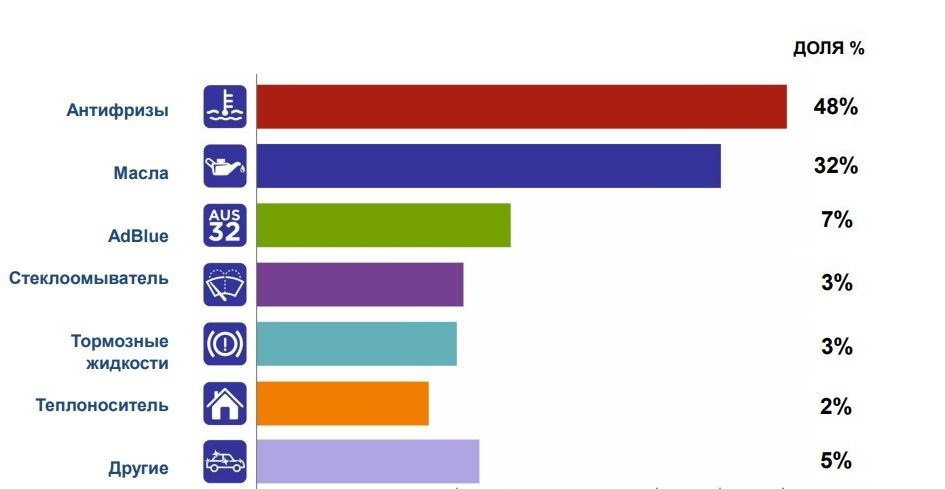 ДОЛЯ %
Антифризы
48%
Масла
32%
AUS
32
AdBlue
7%
Стеклоомыватель
3%
Тормозные
жидкости
3%
Теплоноситель
2%
Другие
5%